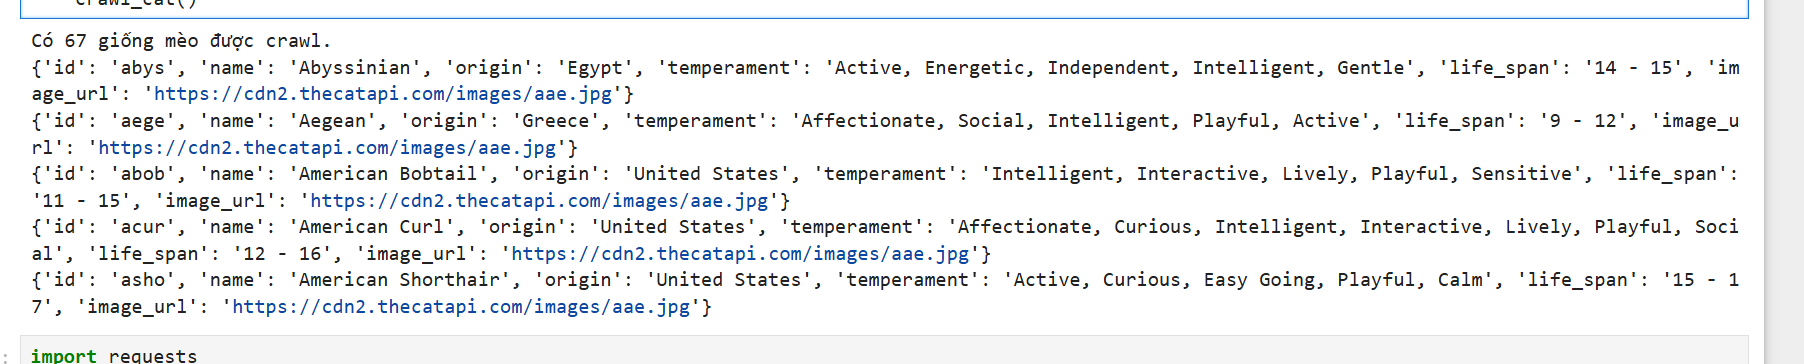 crawl_cat()
Có 67 giống mèo được crawl.
{'id': 'abys', 'name': 'Abyssinian', 'origin': 'Egypt', 'temperament': 'Active, Energetic, Independent, Intelligent, Gentle', 'life_span': '14 - 15', 'im
age_url': 'https://cdn2.thecatapi.com/images/aae.jpg'}
{'id': 'aege', 'name': 'Aegean', 'origin': 'Greece', 'temperament': 'Affectionate, Social, Intelligent, Playful, Active', 'life_span': '9 - 12', 'image_u
rl': 'https://cdn2.thecatapi.com/images/aae.jpg'}
{'id': 'abob', 'name': 'American Bobtail', 'origin': 'United States', 'temperament': 'Intelligent, Interactive, Lively, Playful, Sensitive', 'life_span':
'11 - 15', 'image_url': 'https://cdn2.thecatapi.com/images/aae.jpg'}
{'id': 'acur', 'name': 'American Curl', 'origin': 'United States', 'temperament': 'Affectionate, Curious, Intelligent, Interactive, Lively, Playful, Soci
al', 'life_span': '12 - 16', 'image_url': 'https://cdn2.thecatapi.com/images/aae.jpg'}
{'id': 'asho', 'name': 'American Shorthair', 'origin': 'United States', 'temperament': 'Active, Curious, Easy Going, Playful, Calm', 'life_span': '15 - 1
7', 'image_url': 'https://cdn2.thecatapi.com/images/aae.jpg'}
: import requests